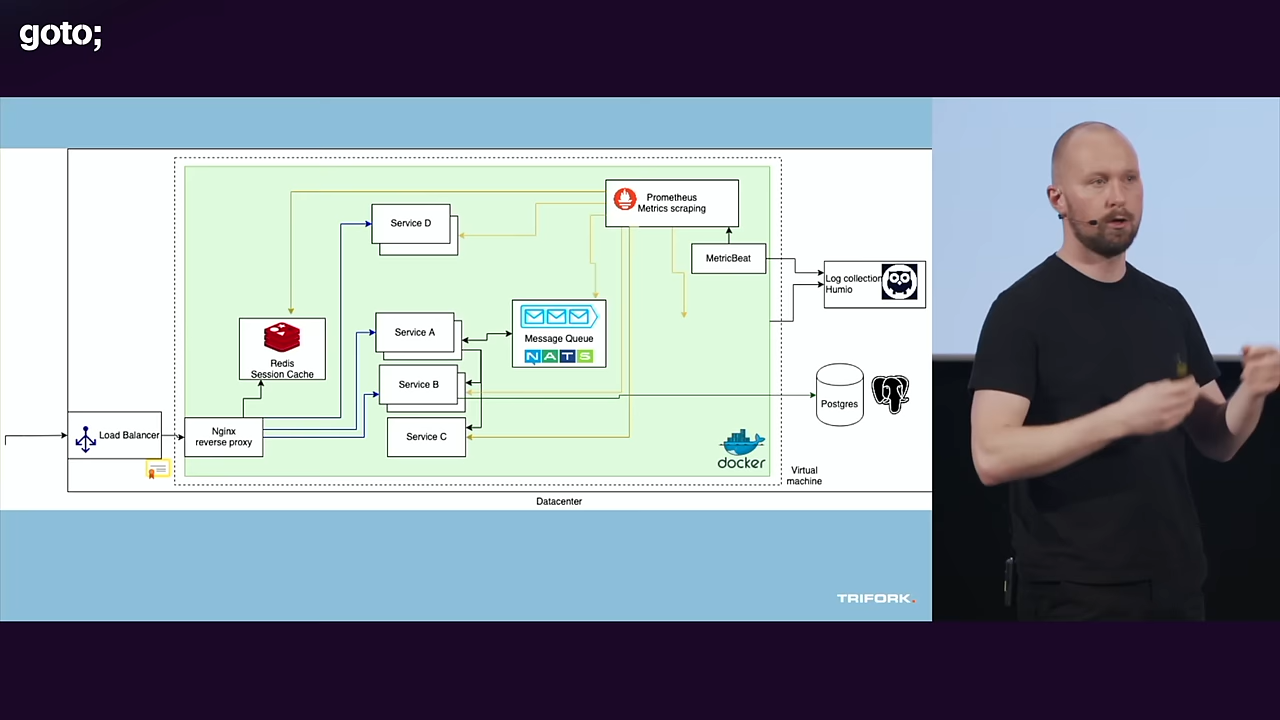 goto;
Prometheus
Metrics scraping
Service D
MetricBeat
Log collection
Humio
Service A
Message Queue
NATS
Redis
Session Cache
Service B
Postgres
Load Balancer
Nginx
reverse proxy
Service C
docker
Virtual
machine
Datacenter
TRIFORK.